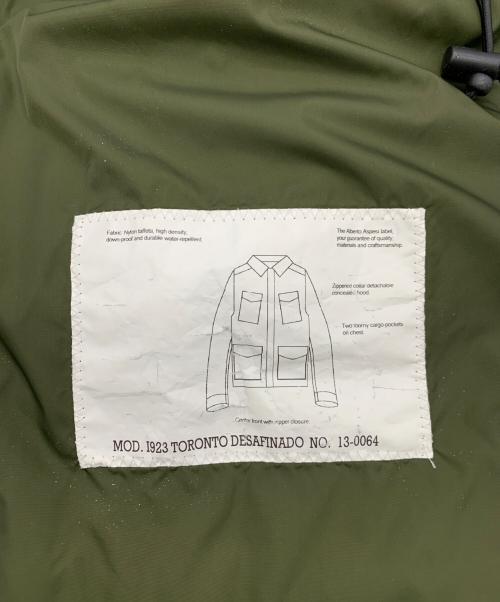 Fabric: Nylon taffeta, high density,
down-proof and durable water-repellent.
The Alberto Aspesi label,
your guarantee of quality,
materials and craftsmanship.
Zippered collar detachable
concealed hood.
Two roomy cargo pockets
on chest.
Center front with zipper closure.
MOD. I923 TORONTO DESAFINADO NO. 13-0064